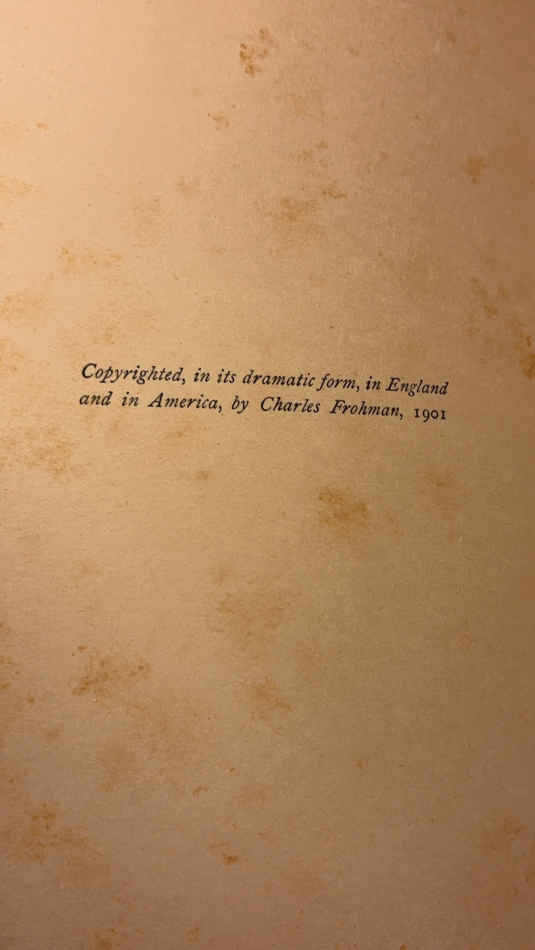 Copyrighted, in its dramatic form, in England
and in America, by Charles Frohman, 1901